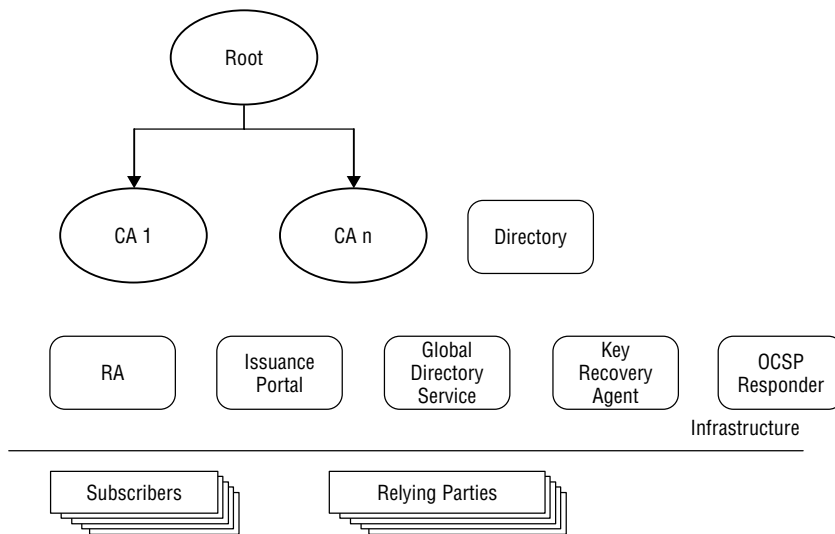 Root
CA 1
CA n
Directory
RA
Issuance
Portal
Global
Directory
Service
Key
Recovery
Agent
OCSP
Responder
Infrastructure
Subscribers
Relying Parties